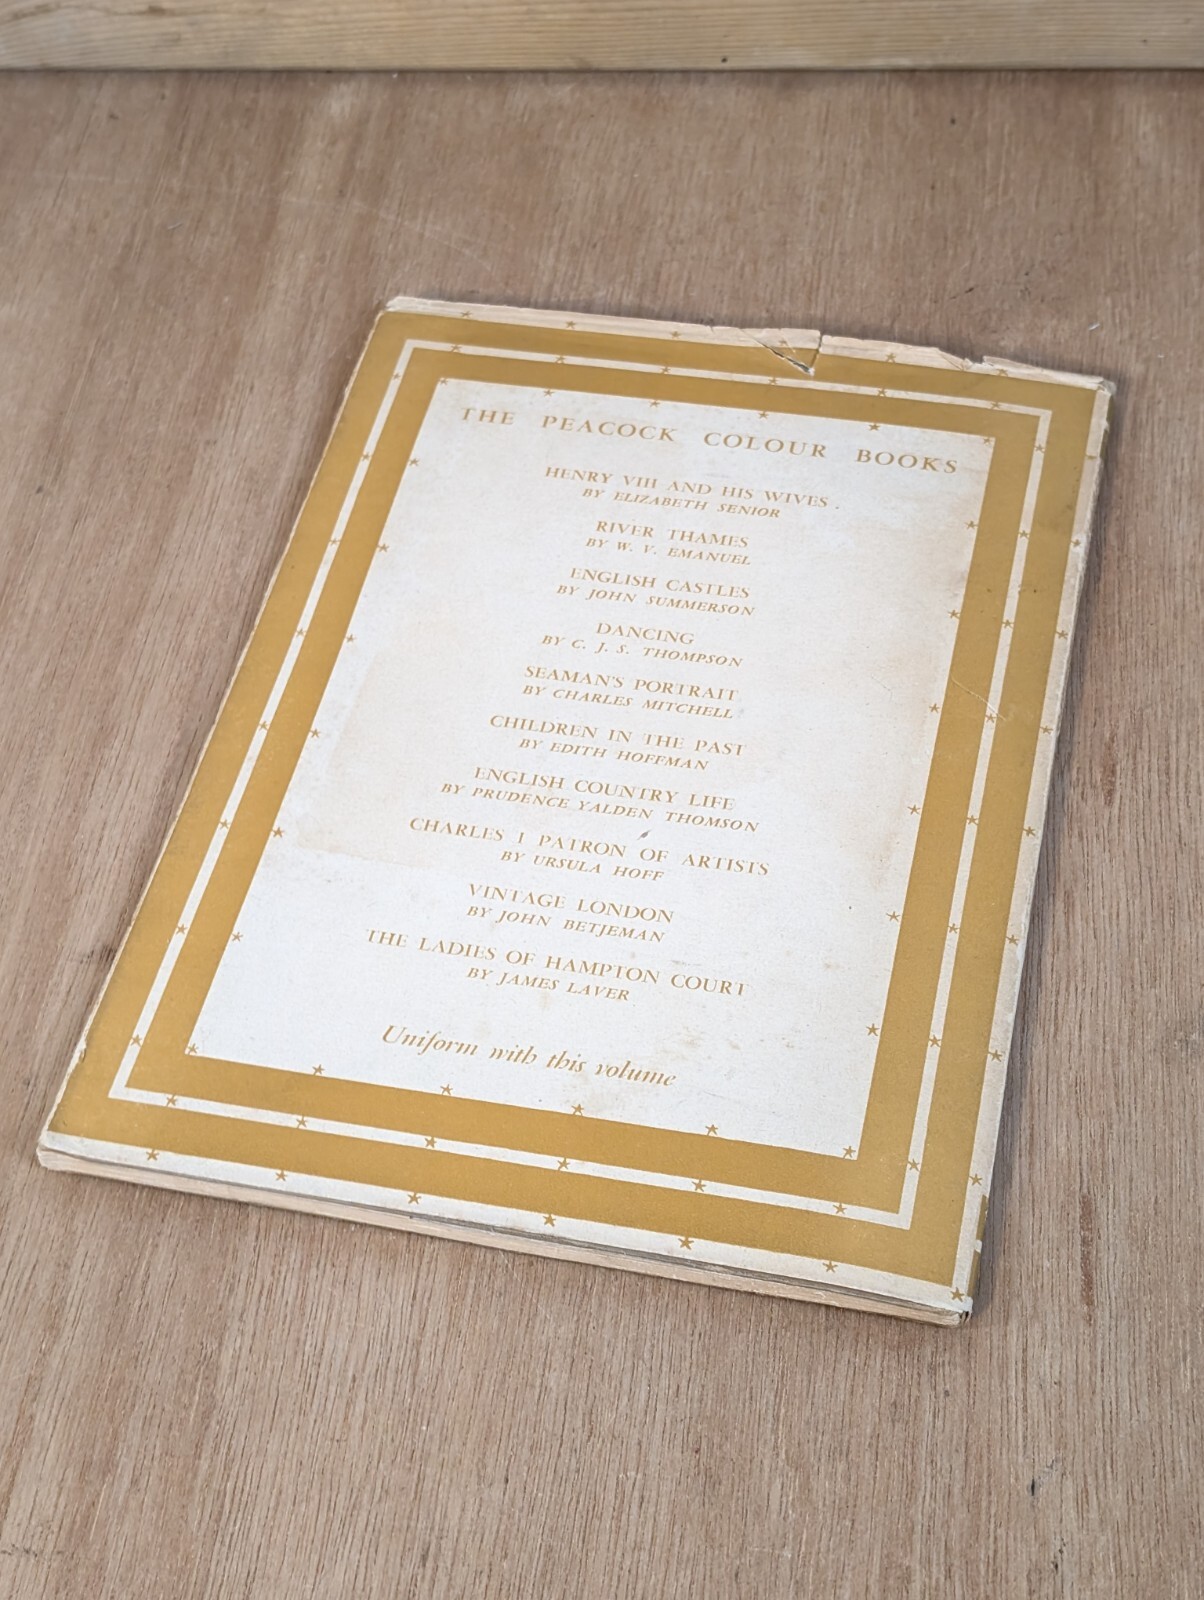 THE PEACOCK COLOUR BOOKS
HENRY VIII AND HIS WIVES
BY ELIZABETH SENIOR
RIVER THAMES
BY W. V. EMANUEL
ENGLISH CASTLES
BY JOHN SUMMERSON
DANCING
BY C. J. S. THOMPSON
SEAMAN'S PORTRAIT
BY CHARLES MITCHELL
CHILDREN IN THE PAST
BY EDITH HOFFMAN
ENGLISH COUNTRY LIFE
BY PRUDENCE YALDEN THOMSON
CHARLES I PATRON OF ARTISTS
BY URSULA HOFF
VINTAGE LONDON
BY JOHN BETJEMAN
THE LADIES OF HAMPTON COURT
BY JAMES LAVER
Uniform with this volume